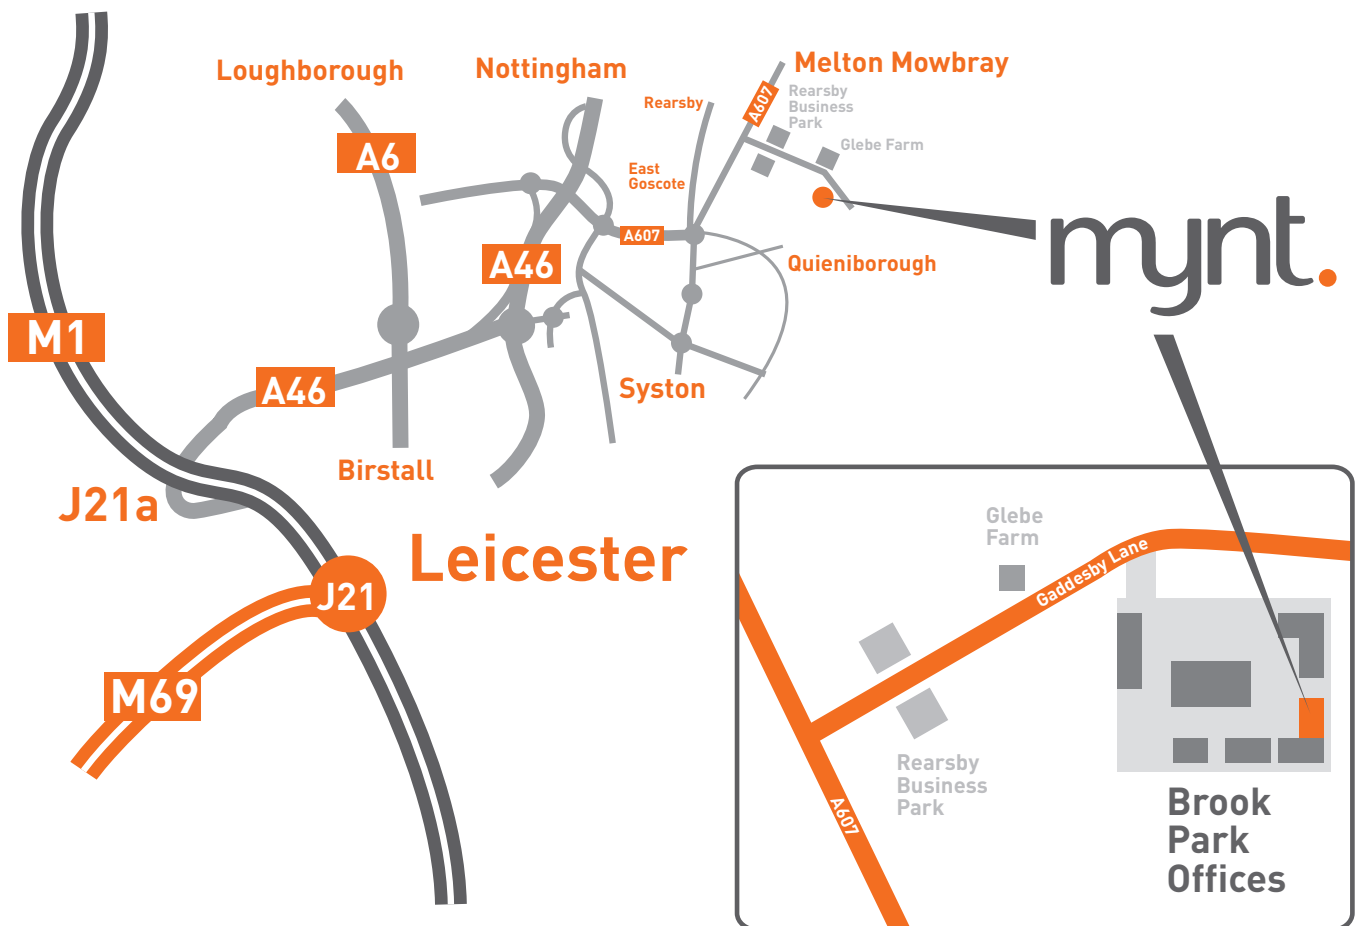 Loughborough
Nottingham
Melton Mowbray
A607
Rearsby
Business
Park
Rearsby
Glebe Farm
A6
East
Goscote
A607
A46
Quieniborough
mynt.
M1
A46
Syston
Birstall
J21a
Leicester
J21
M69
Glebe
Farm
Gaddesby Lane
Rearsby
Business
Park
A607
Brook
Park
Offices